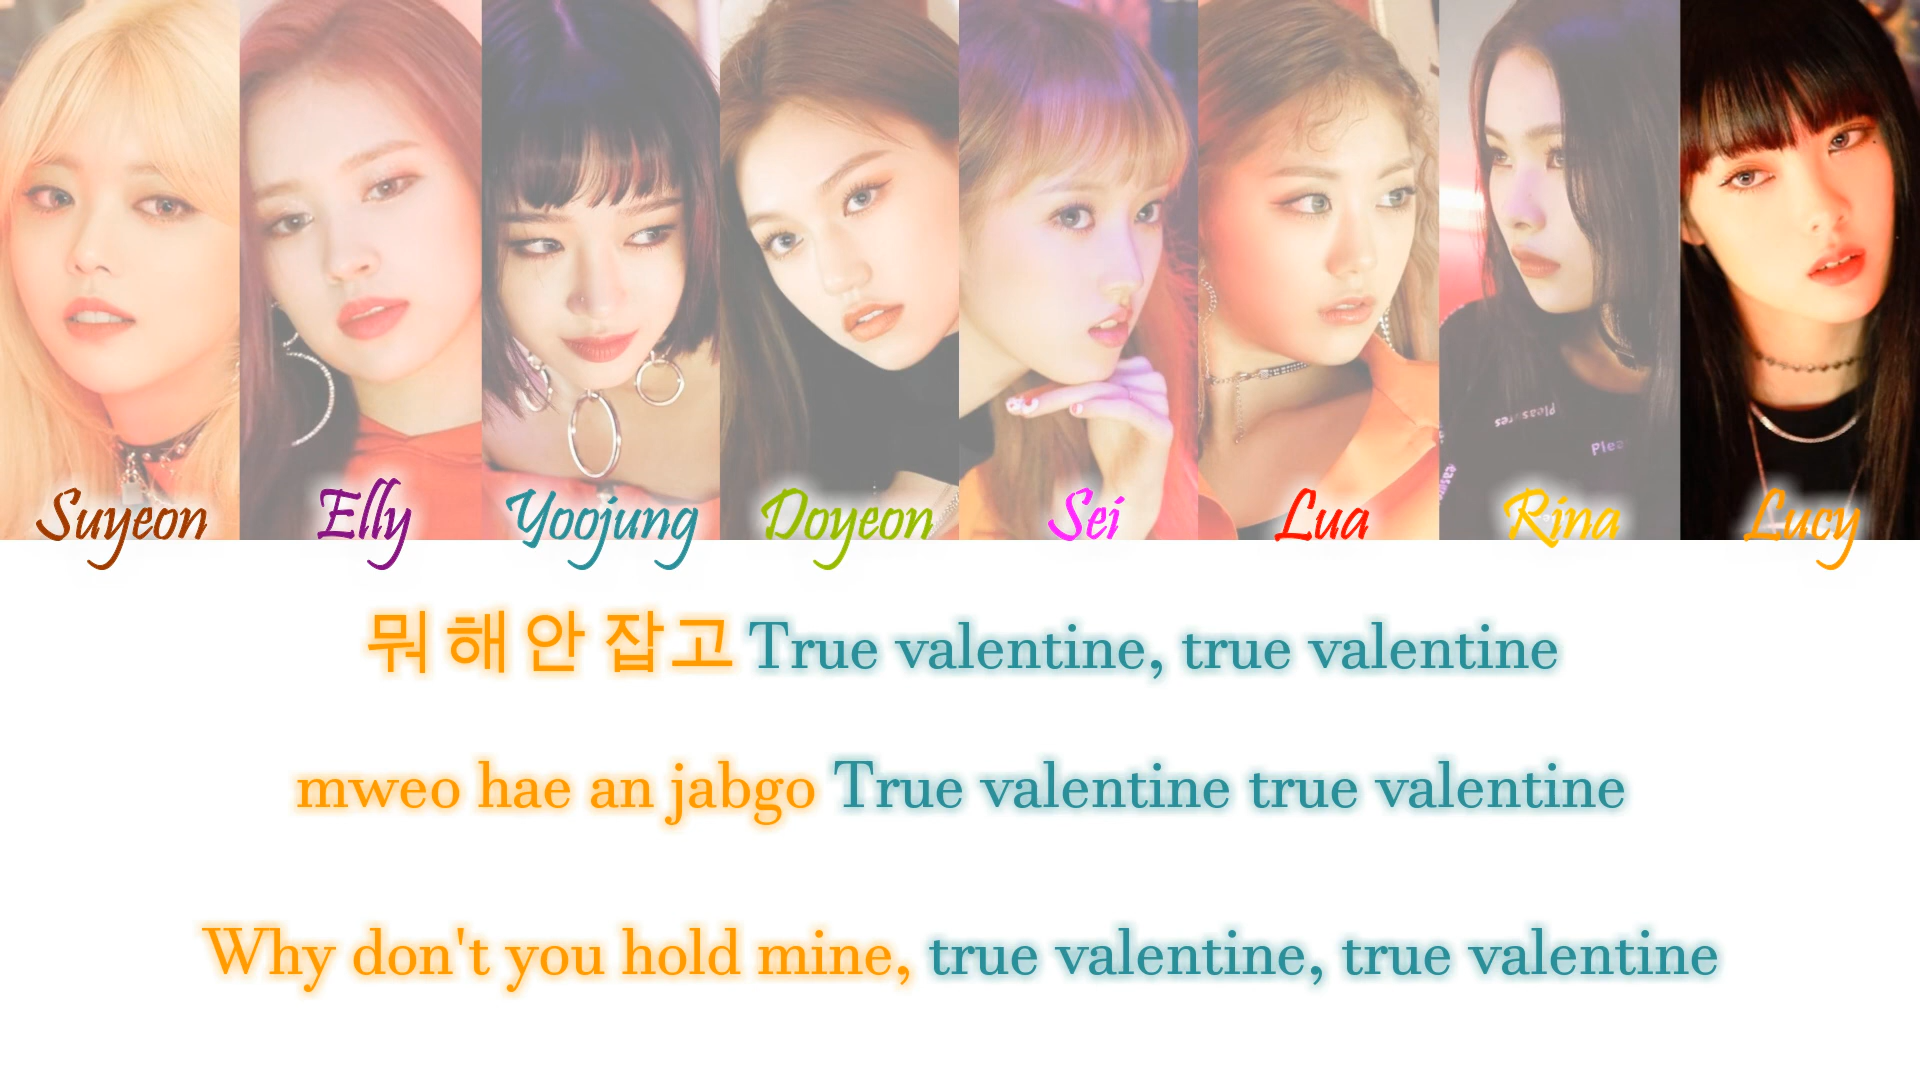 Suyeon Elly Yoojung Doyeon Sei Lua Rina Lucy
뭐 해 안 잡고 True valentine, true valentine
mweo hae an jabgo True valentine true valentine
Why don't you hold mine, true valentine, true valentine